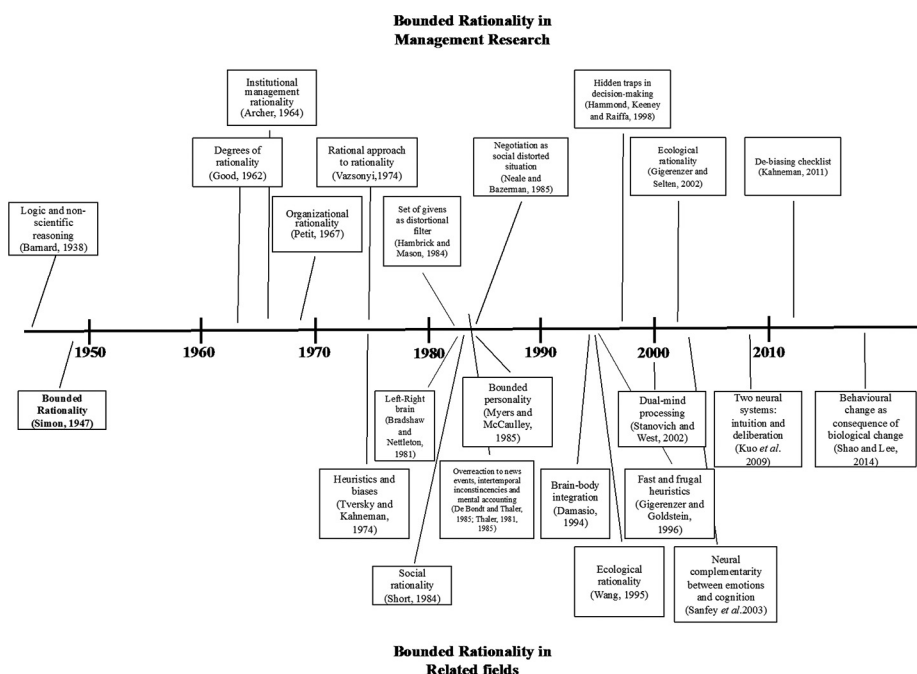 Bounded Rationality in
Management Research
Institutional
management
rationality
(Archer, 1964)
Hidden traps in
decision-making
(Hammond, Keeney
and Raiffa, 1998)
Degrees of
rationality
(Good, 1962)
Rational approach
to rationality
(Vazsonyi,1974)
Negotiation as
social distorted
situation
(Neale and
Bazerman, 1985)
Ecological
rationality
(Gigerenzer and
Selten, 2002)
De-biasing checklist
(Kahneman, 2011)
Logic and non-
scientific
reasoning
(Barnard, 1938)
Organizational
rationality
(Petit, 1967)
Set of givens
as distortional
filter
(Hambrick and
Mason, 1984)
1950
1960
1970
1980
1990
2000
2010
Bounded
Rationality
(Simon, 1947)
Left-Right
brain
(Bradshaw
and
Nettleton,
1981)
Bounded
personality
(Myers and
McCaulley,
1985)
Dual-mind
processing
(Stanovich and
West, 2002)
Two neural
systems:
intuition and
deliberation
(Kuo et al.
2009)
Behavioural
change as
consequence of
biological change
(Shao and Lee,
2014)
Heuristics and
biases
(Tversky and
Kahneman,
1974)
Overreaction to news
events, intertemporal
inconstincencies and
mental accounting
(De Bondt and Thaler,
1985; Thaler, 1981,
1985)
Brain-body
integration
(Damasio,
1994)
Fast and frugal
heuristics
(Gigerenzer and
Goldstein,
1996)
Social
rationality
(Short, 1984)
Ecological
rationality
(Wang, 1995)
Neural
complementarity
between emotions
and cognition
(Sanfey et al.2003)
Bounded Rationality in
Related fields